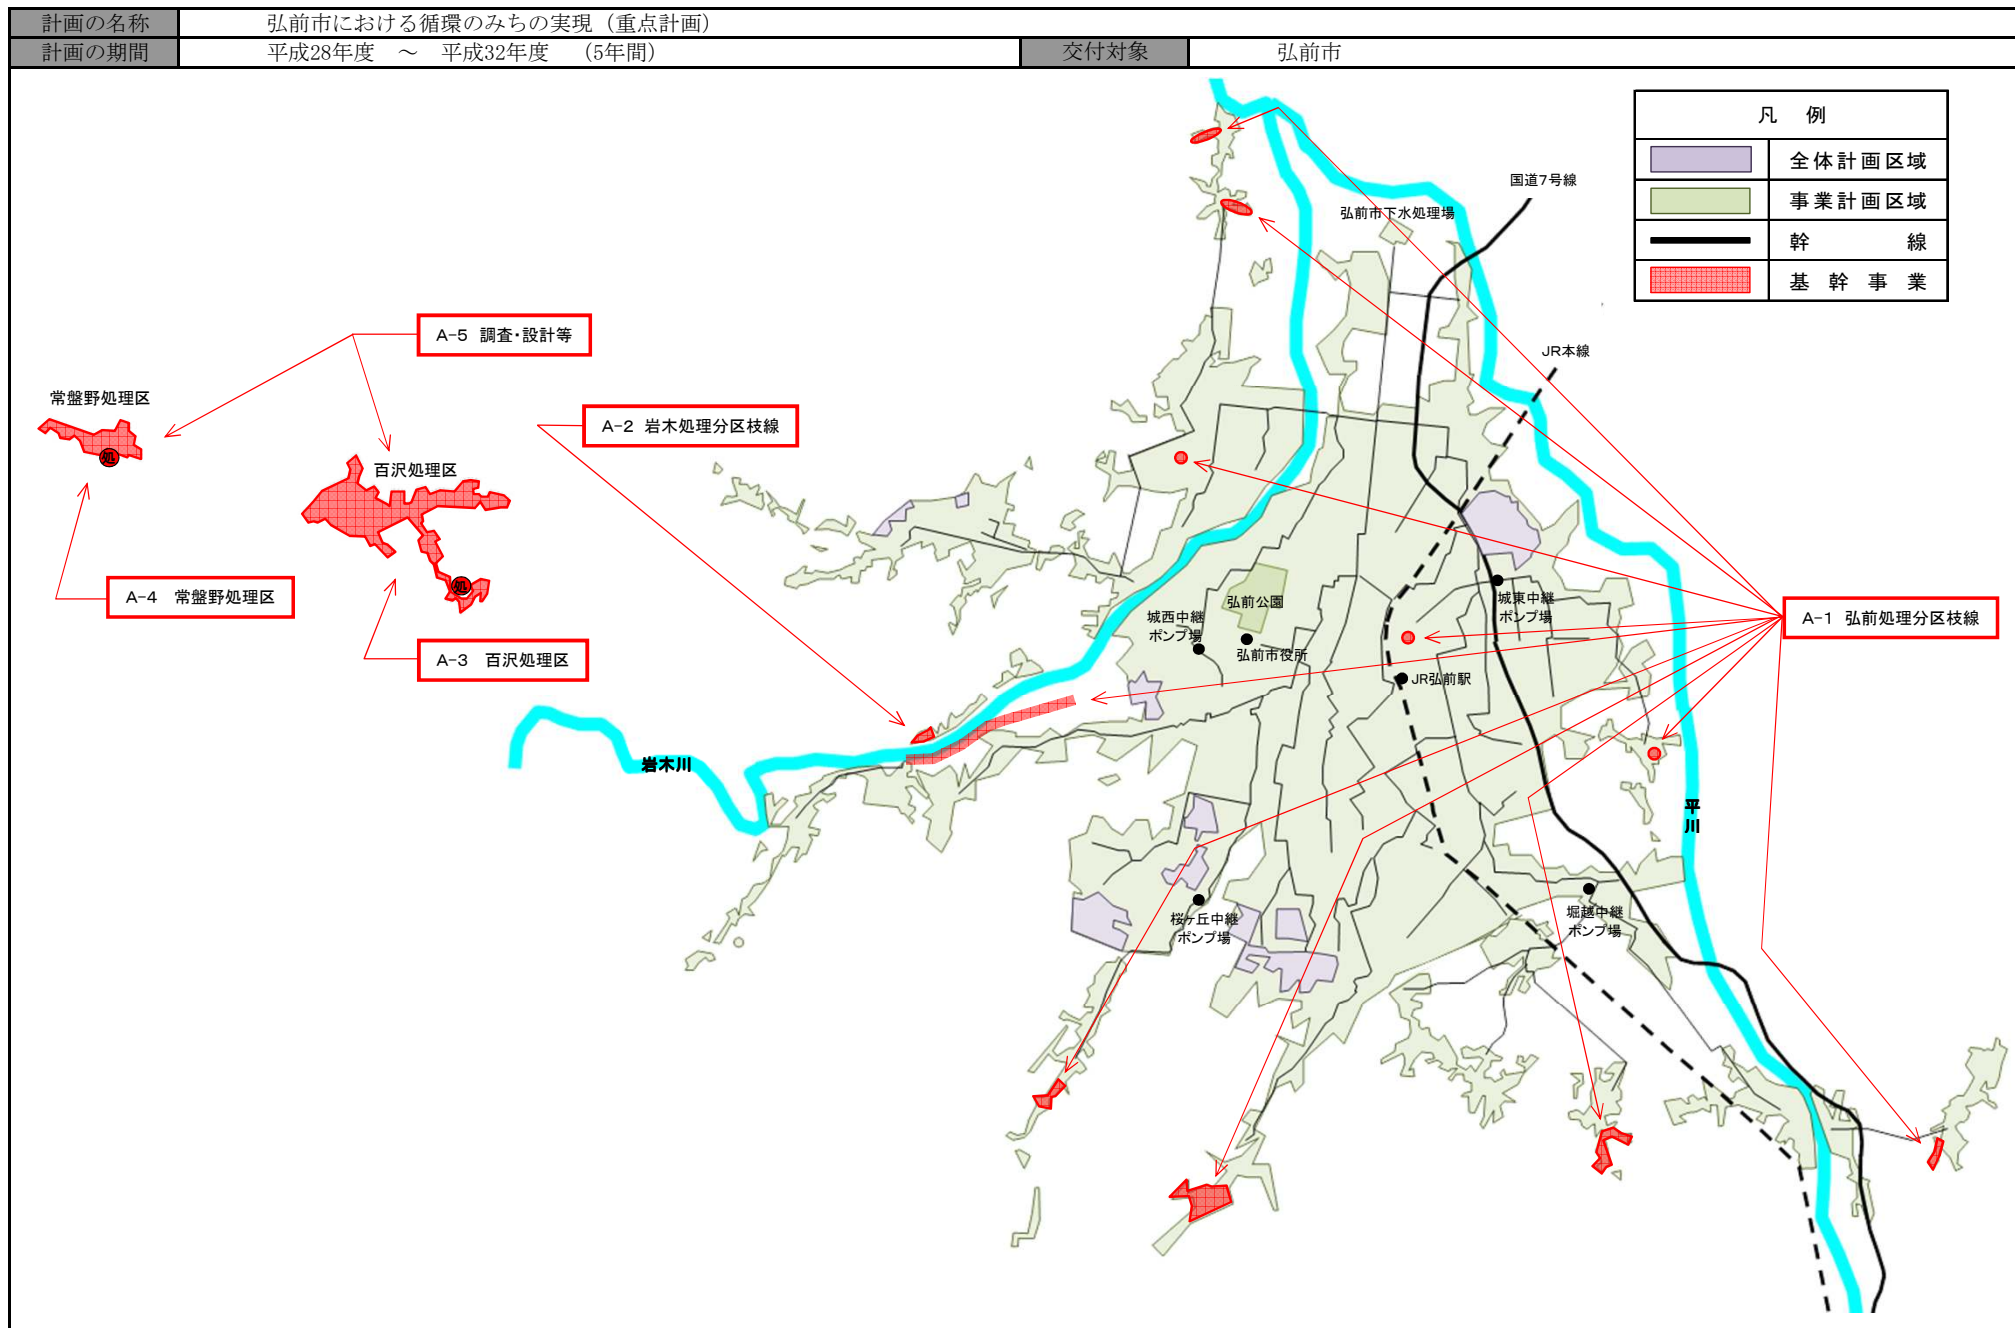 計画の名称 弘前市における循環のみちの実現（重点計画）
計画の期間 平成28年度 ～ 平成32年度 （5年間） 交付対象 弘前市
凡 例
全体計画区域
事業計画区域
幹 線
基 幹 事 業
国道7号線
弘前市下水処理場
JR本線
A-5 調査・設計等
常盤野処理区
A-2 岩木処理分区枝線
百沢処理区
処
処
A-4 常盤野処理区
A-3 百沢処理区
弘前公園
城西中継
ポンプ場
弘前市役所
城東中継
ポンプ場
JR弘前駅
A-1 弘前処理分区枝線
岩木川
平
川
桜ヶ丘中継
ポンプ場
堀越中継
ポンプ場